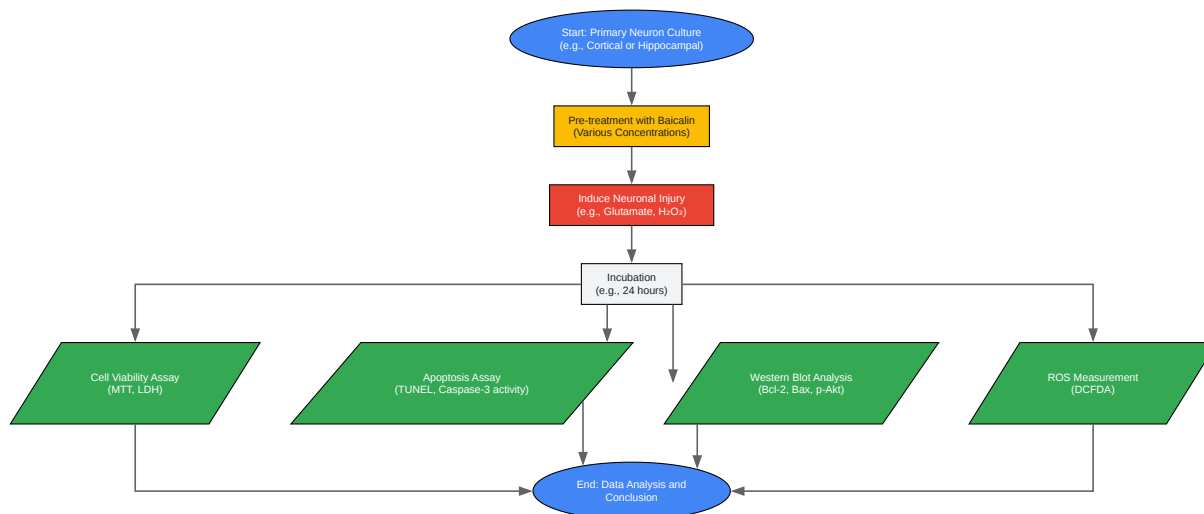 Start: Primary Neuron Culture
(e.g., Cortical or Hippocampal)
Pre-treatment with Baicalin
(Various Concentrations)
Induce Neuronal Injury
(e.g., Glutamate, H₂O₂)
Incubation
(e.g., 24 hours)
Cell Viability Assay
(MTT, LDH)
Apoptosis Assay
(TUNEL, Caspase-3 activity)
Western Blot Analysis
(Bcl-2, Bax, p-Akt)
ROS Measurement
(DCFDA)
End: Data Analysis and
Conclusion